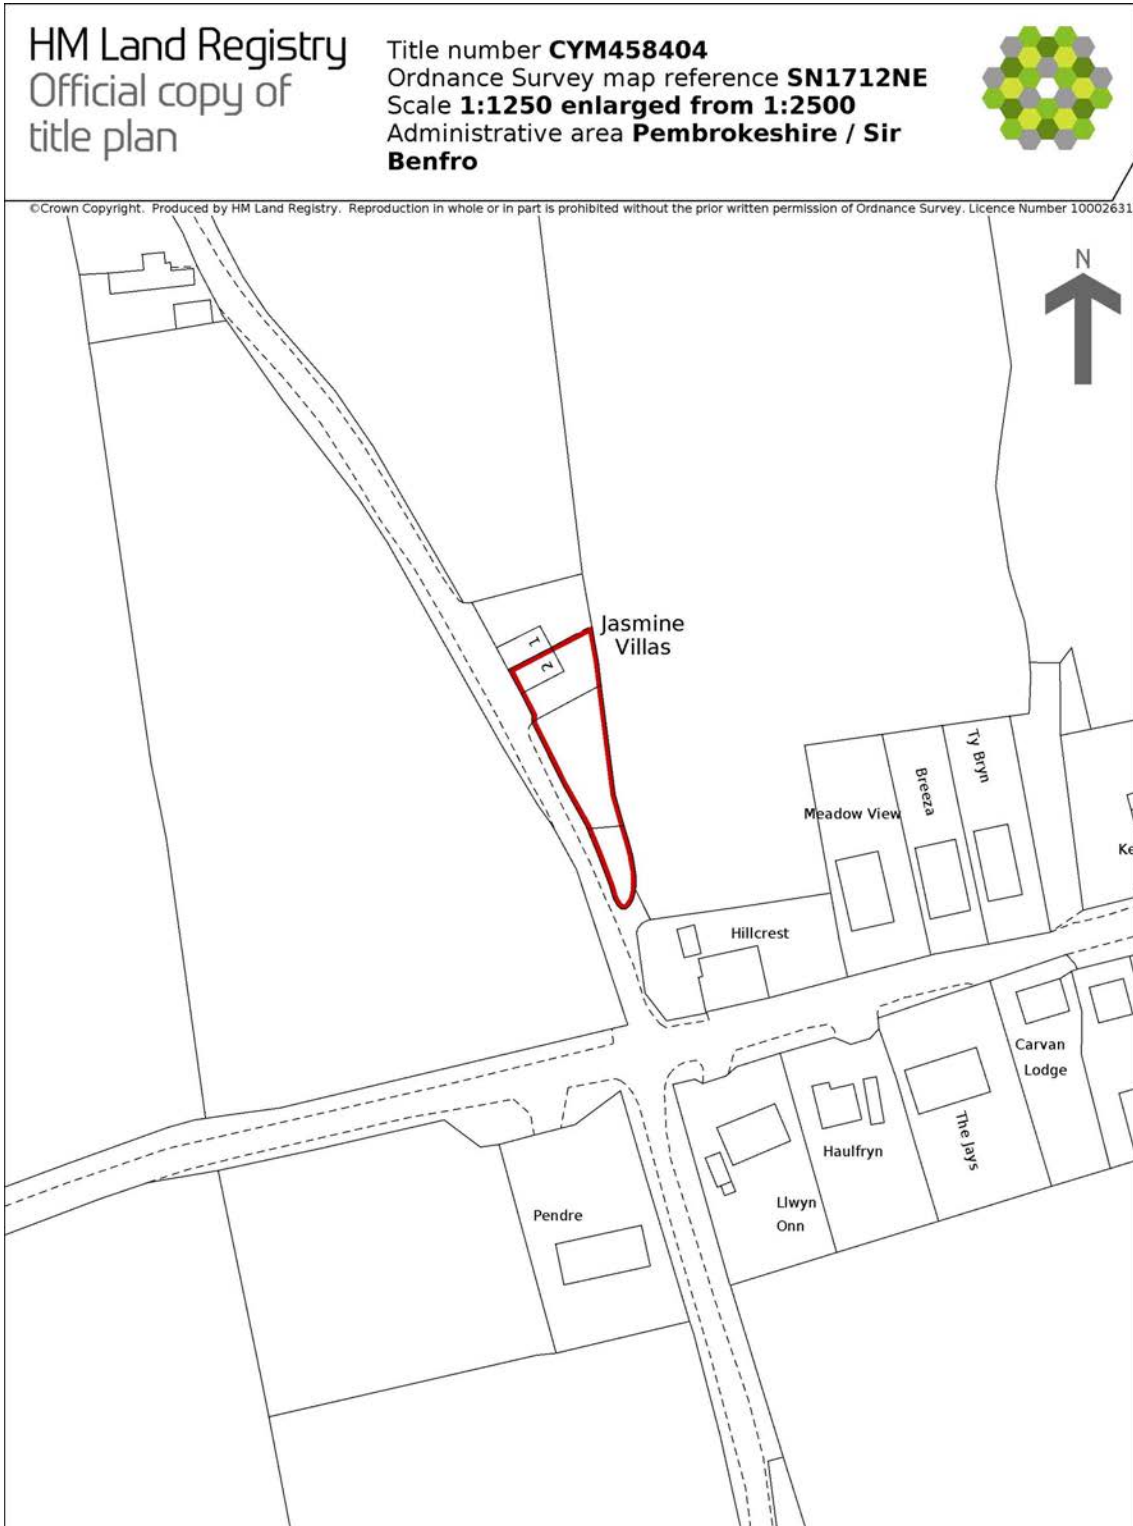 HM Land Registry
Official copy of
title plan
Title number CYM458404
Ordnance Survey map reference SN1712NE
Scale 1:1250 enlarged from 1:2500
Administrative area Pembrokeshire / Sir
Benfro
©Crown Copyright. Produced by HM Land Registry. Reproduction in whole or in part is prohibited without the prior written permission of Ordnance Survey. Licence Number 10002631
N
Jasmine
Villas
1
2
Ty Bryn
Breeza
Meadow View
Ke
Hillcrest
Carvan
Lodge
The Jays
Haulfryn
Llwyn
Onn
Pendre